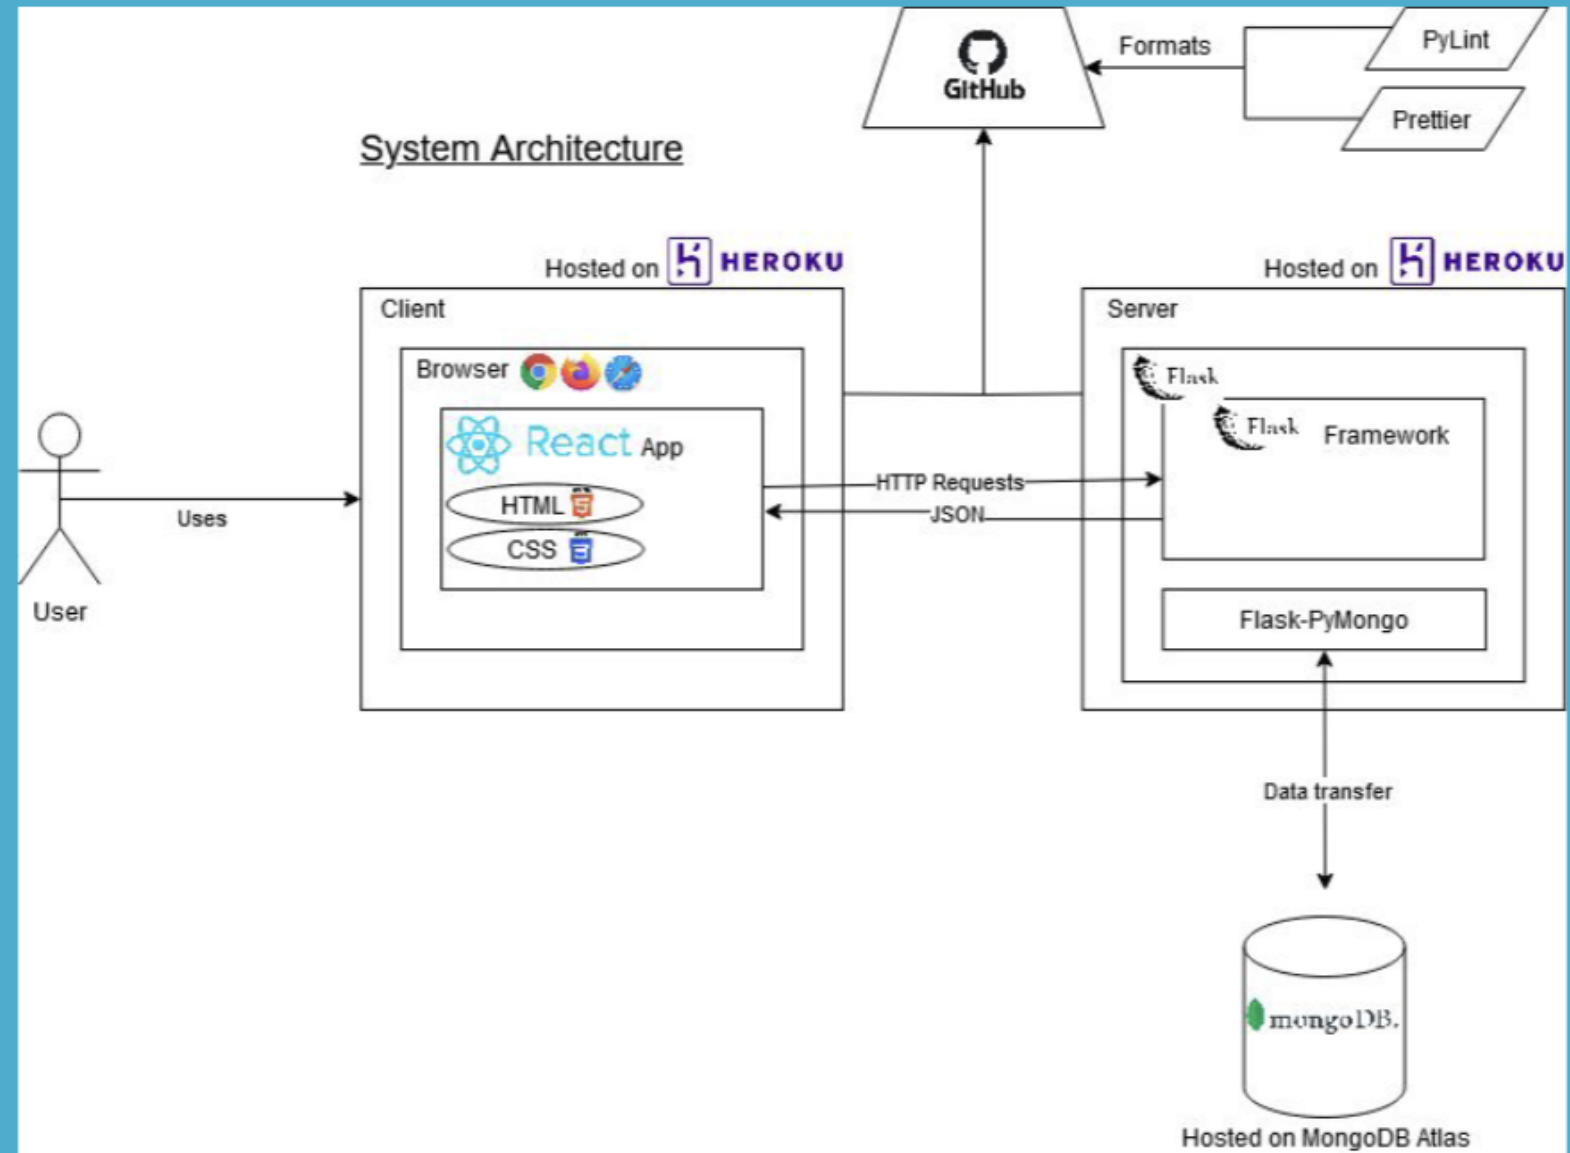 PyLint
Formats
GitHub
Prettier
System Architecture
Hosted on HEROKU
Hosted on HEROKU
Client
Server
Browser
Flask
React App
Flask Framework
HTML
HTTP Requests
JSON
Uses
CSS
User
Flask-PyMongo
Data transfer
mongoDB.
Hosted on MongoDB Atlas